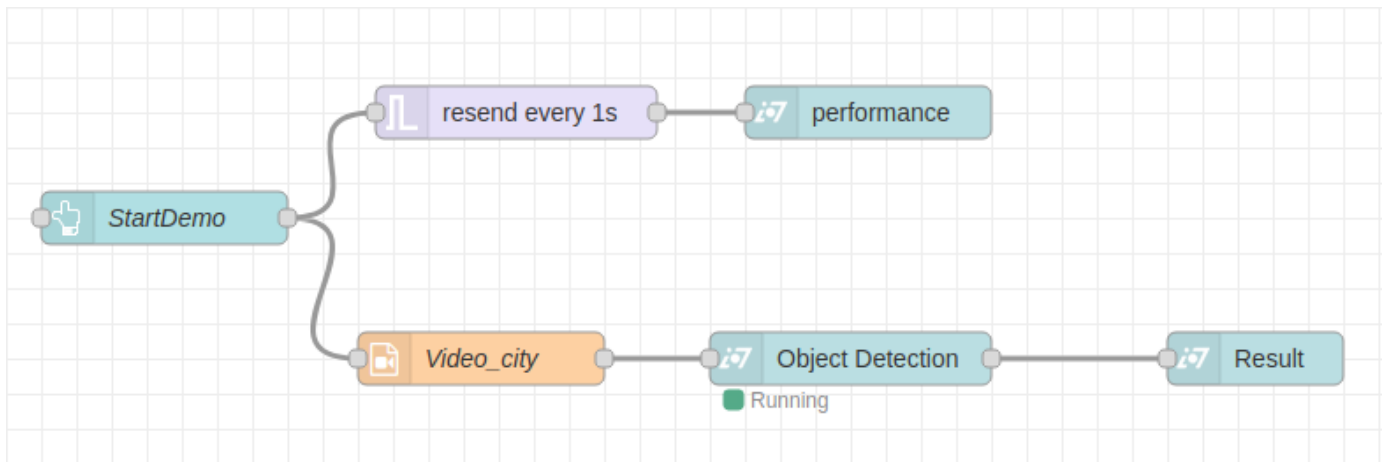 resend every 1s
performance
StartDemo
Video_city
Object Detection
Result
Running